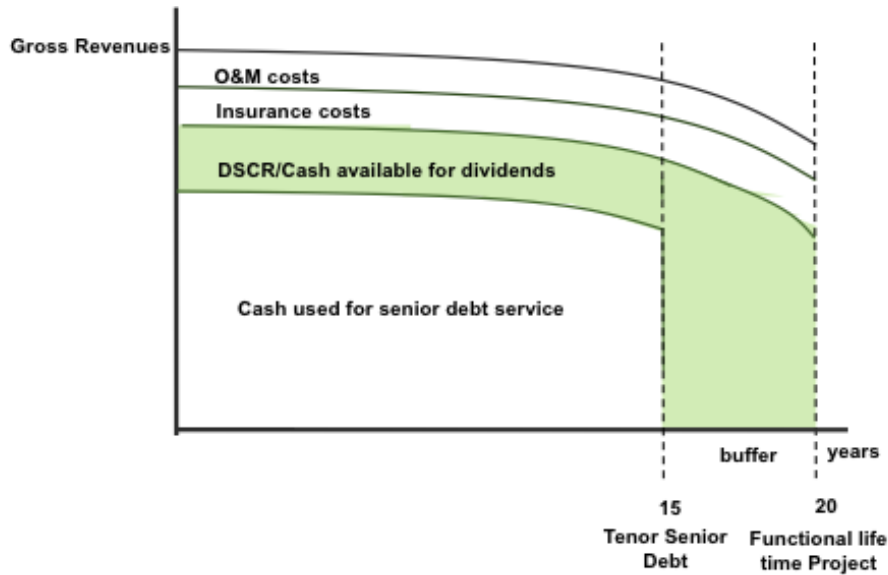 Gross Revenues
O&M costs
Insurance costs
DSCR/Cash available for dividends
Cash used for senior debt service
buffer
years
15
20
Tenor Senior
Debt
Functional life
time Project